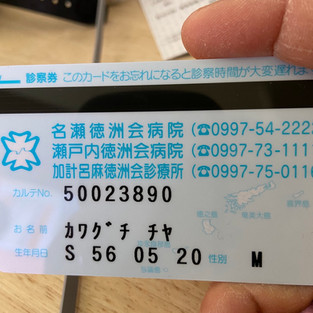 診察券 このカードをお忘れになると診察時間が大変遅れま
名瀬徳洲会病院 (☎0997-54-2222
瀬戸内徳洲会病院 (☎0997-73-111
加計呂麻徳洲会診療所 (☎0997-75-0116
カルテNo. 50023890
お名前 カワグチ チヤ
生年月日 S 56 05 20 性別 M